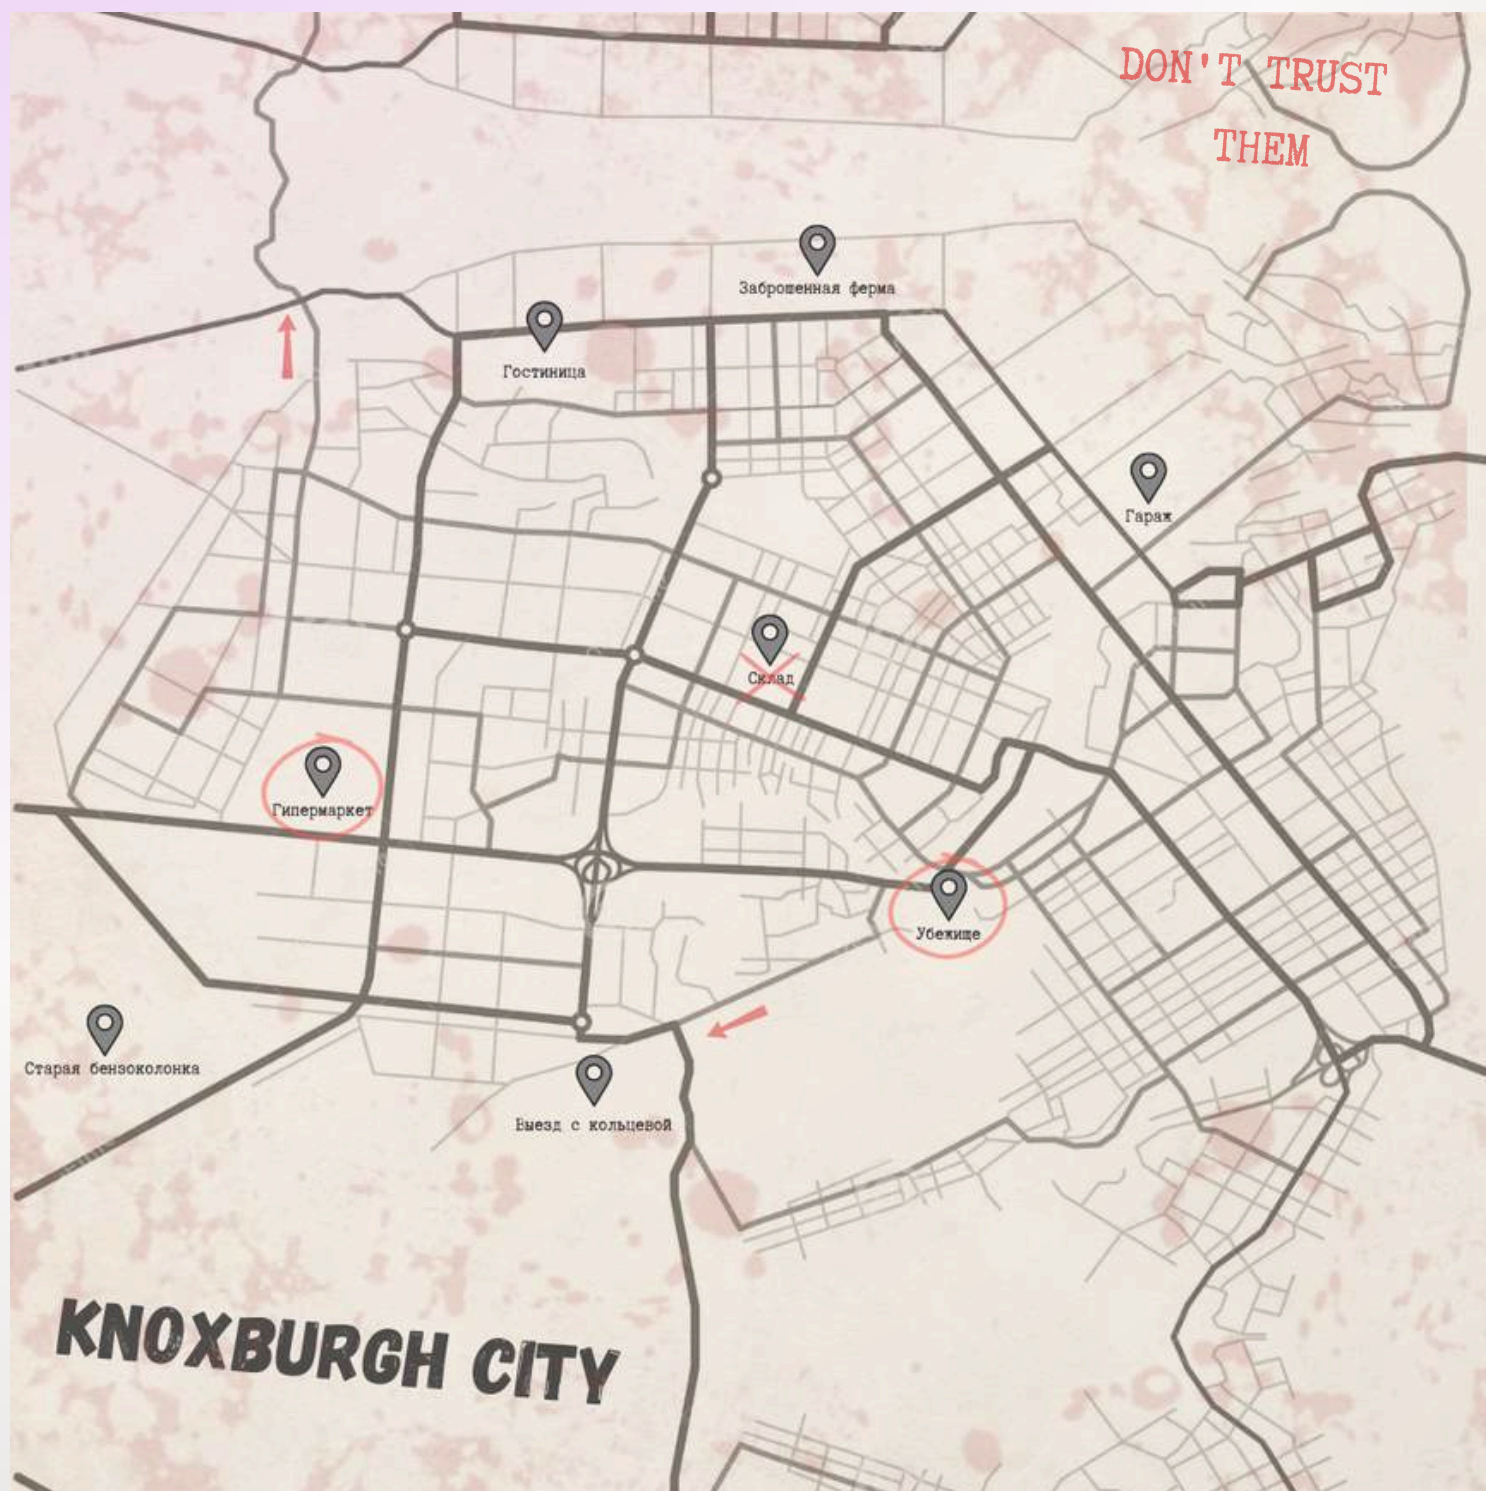 DON'T TRUST
THEM
Заброшенная ферма
Гостиница
Гараж
Склад
Гипермаркет
Убежище
Старая бензоколонка
Выезд с кольцевой
KNOXBURGH CITY